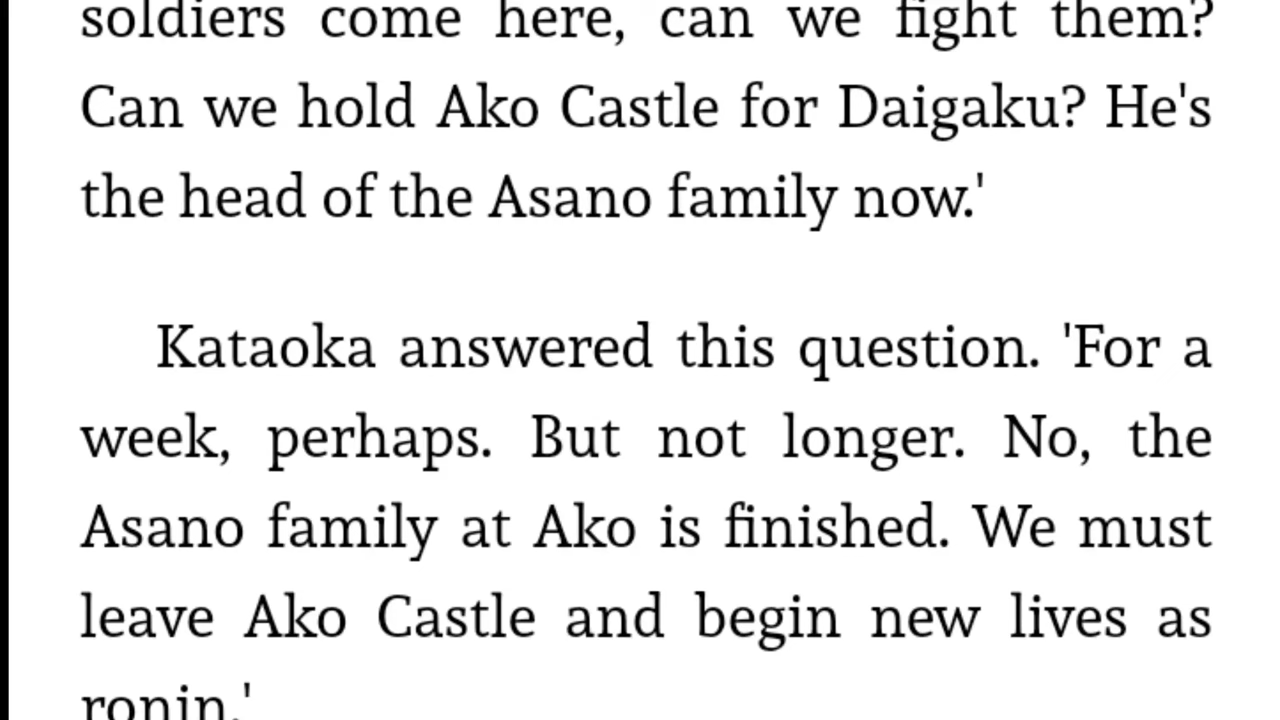 soldiers come here, can we fight them?
Can we hold Ako Castle for Daigaku? He's
the head of the Asano family now.'
Kataoka answered this question. 'For a
week, perhaps. But not longer. No, the
Asano family at Ako is finished. We must
leave Ako Castle and begin new lives as
ronin.'